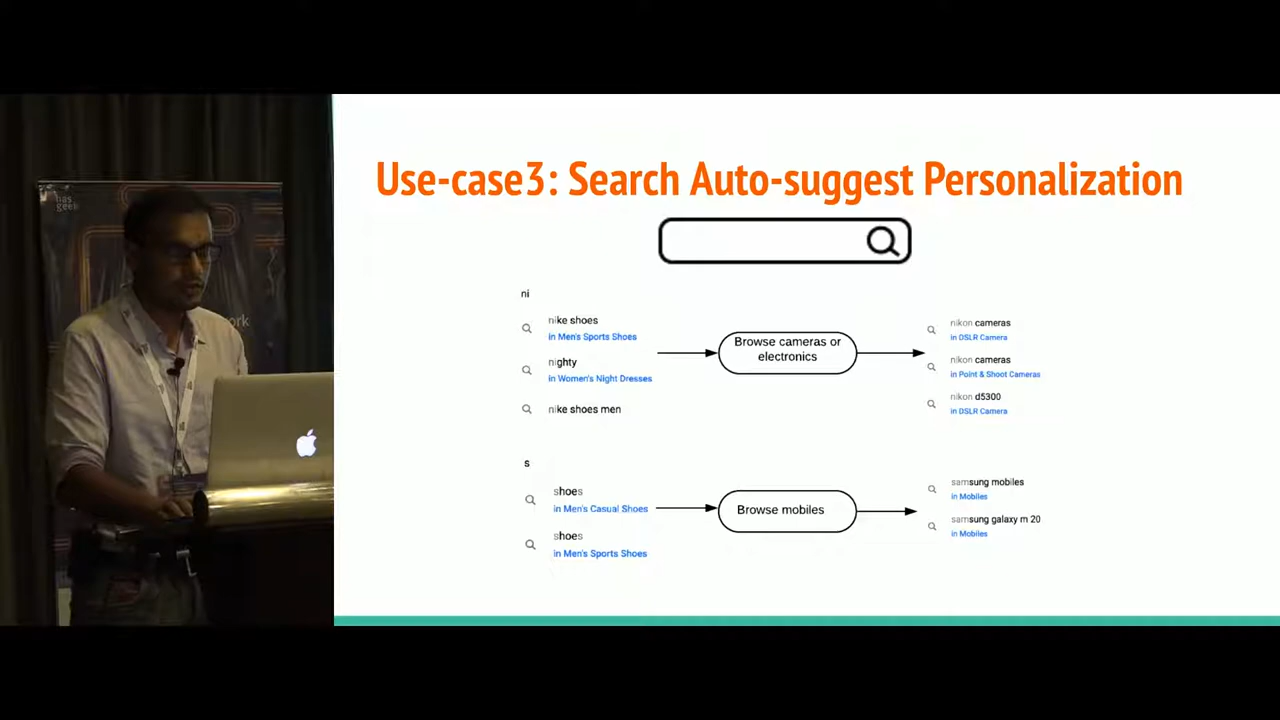 has
geek
work
Use-case3: Search Auto-suggest Personalization
ni
nike shoes
in Men's Sports Shoes
nighty
in Women's Night Dresses
nike shoes men
Browse cameras or
electronics
nikon cameras
in DSLR Camera
nikon cameras
in Point & Shoot Cameras
nikon d5300
in DSLR Camera
s
shoes
in Men's Casual Shoes
shoes
in Men's Sports Shoes
Browse mobiles
samsung mobiles
in Mobiles
samsung galaxy m 20
in Mobiles